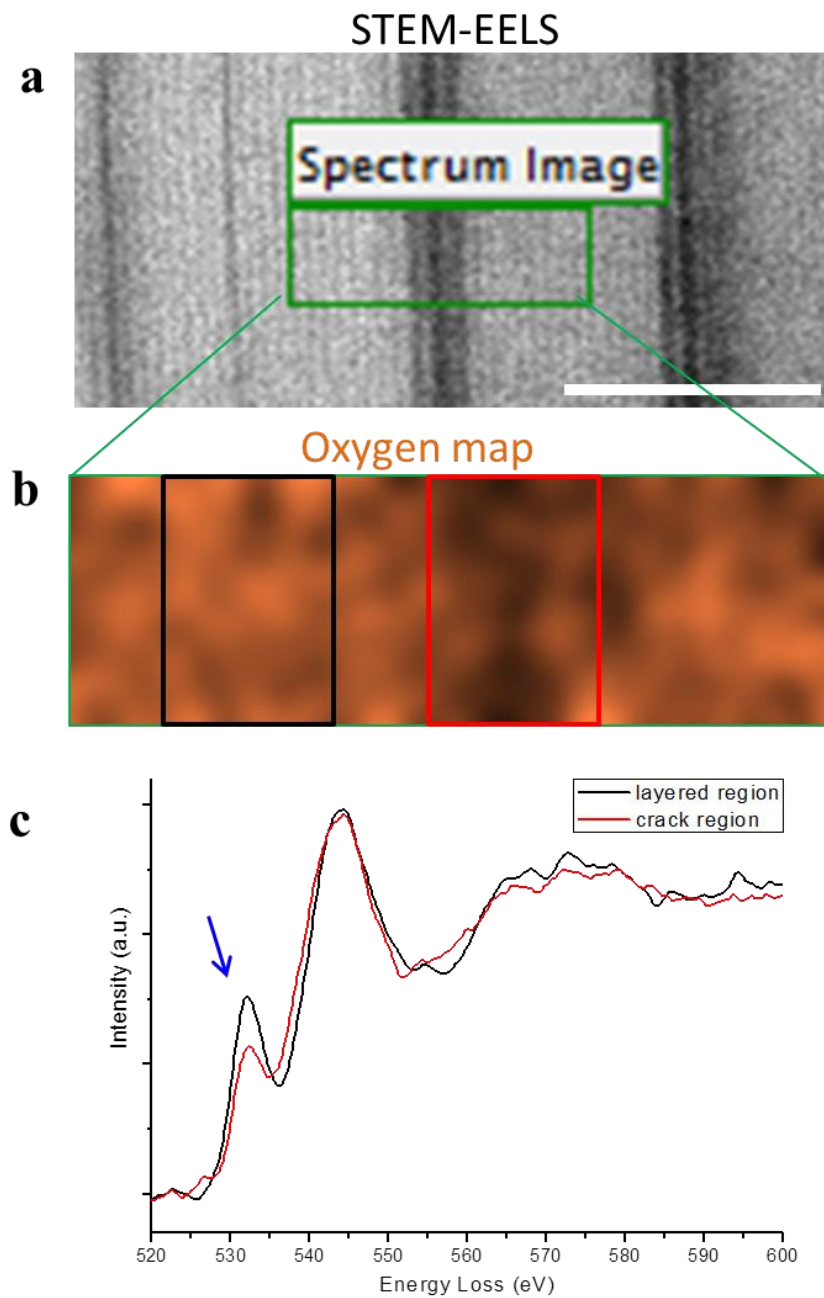 STEM-EELS
a
Spectrum Image
Oxygen map
b
c
layered region
crack region
Intensity (a.u.)
520 530 540 550 560 570 580 590 600
Energy Loss (eV)